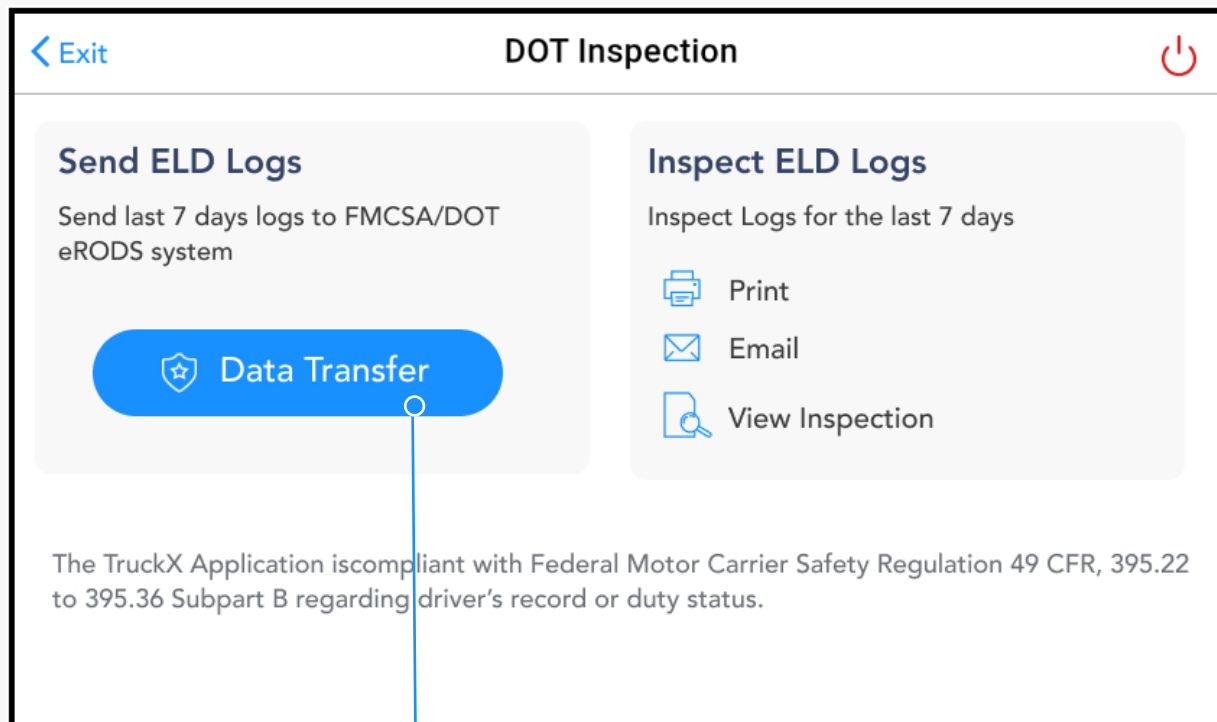 Exit
DOT Inspection
Send ELD Logs
Send last 7 days logs to FMCSA/DOT
eRODS system
Data Transfer
Inspect ELD Logs
Inspect Logs for the last 7 days
Print
Email
View Inspection
The TruckX Application iscompliant with Federal Motor Carrier Safety Regulation 49 CFR, 395.22
to 395.36 Subpart B regarding driver’s record or duty status.